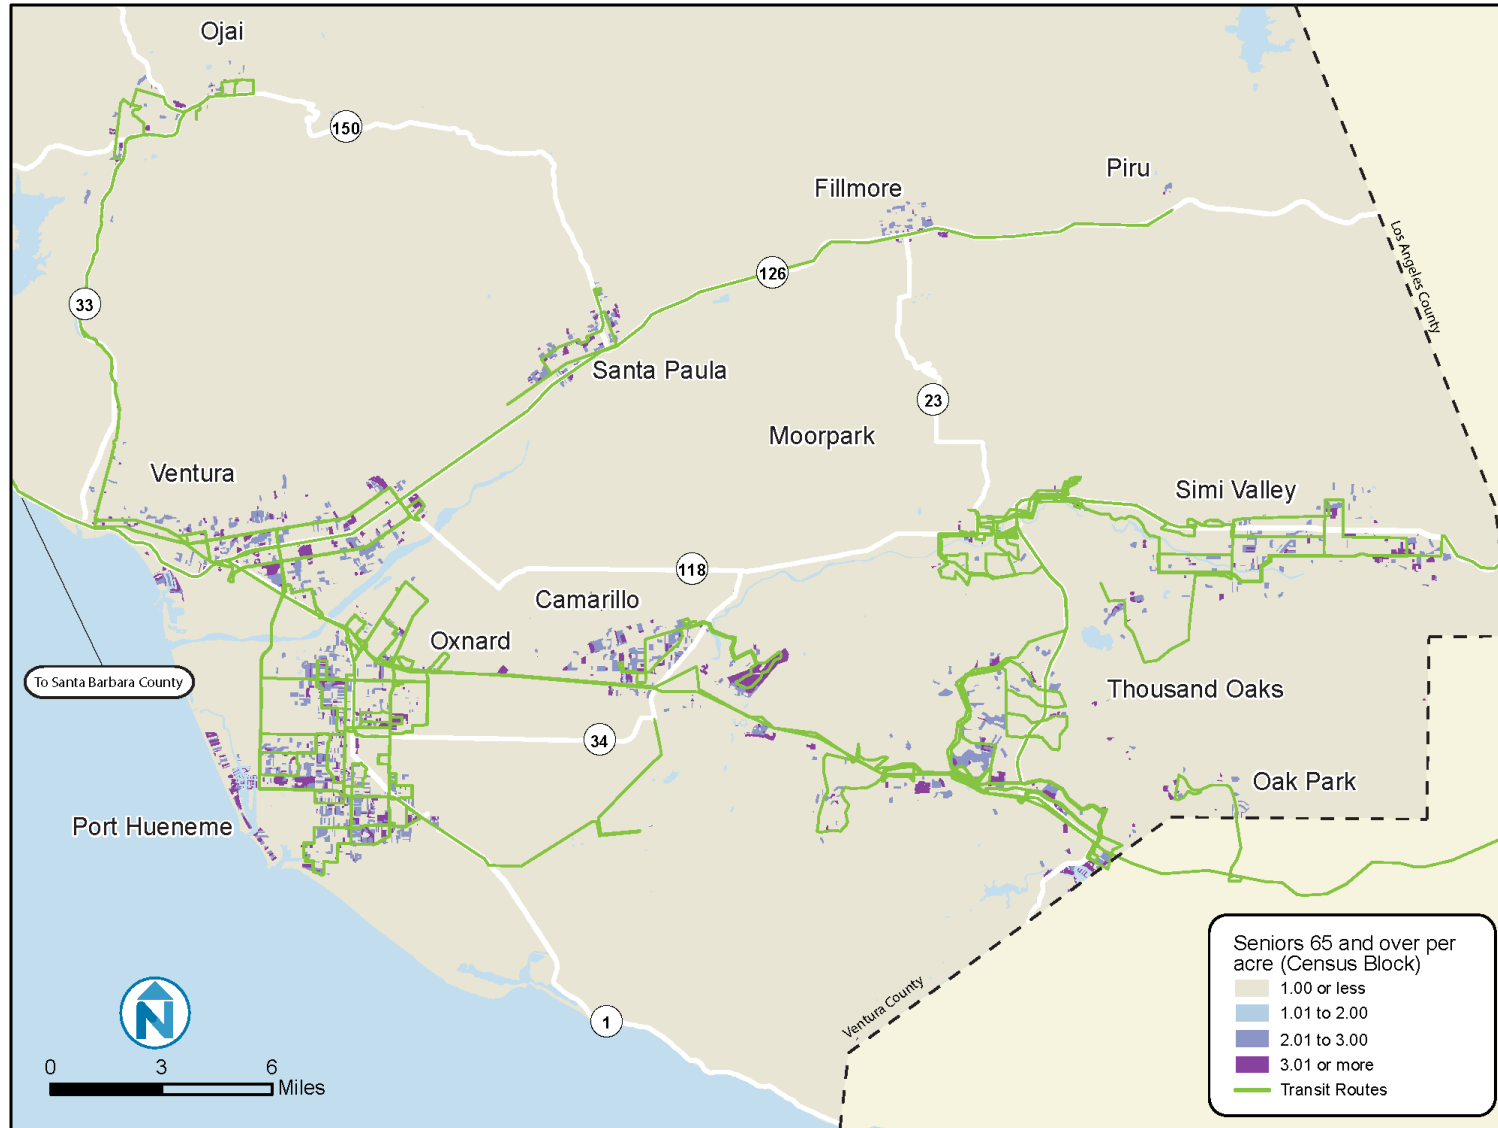 Ojai
150
Piru
Fillmore
Los Angeles County
126
33
Santa Paula
23
Moorpark
Ventura
Simi Valley
118
Camarillo
Oxnard
To Santa Barbara County
Thousand Oaks
34
Oak Park
Port Hueneme
Ventura County
1
N
0 3 6
Miles
Seniors 65 and over per
acre (Census Block)
1.00 or less
1.01 to 2.00
2.01 to 3.00
3.01 or more
Transit Routes